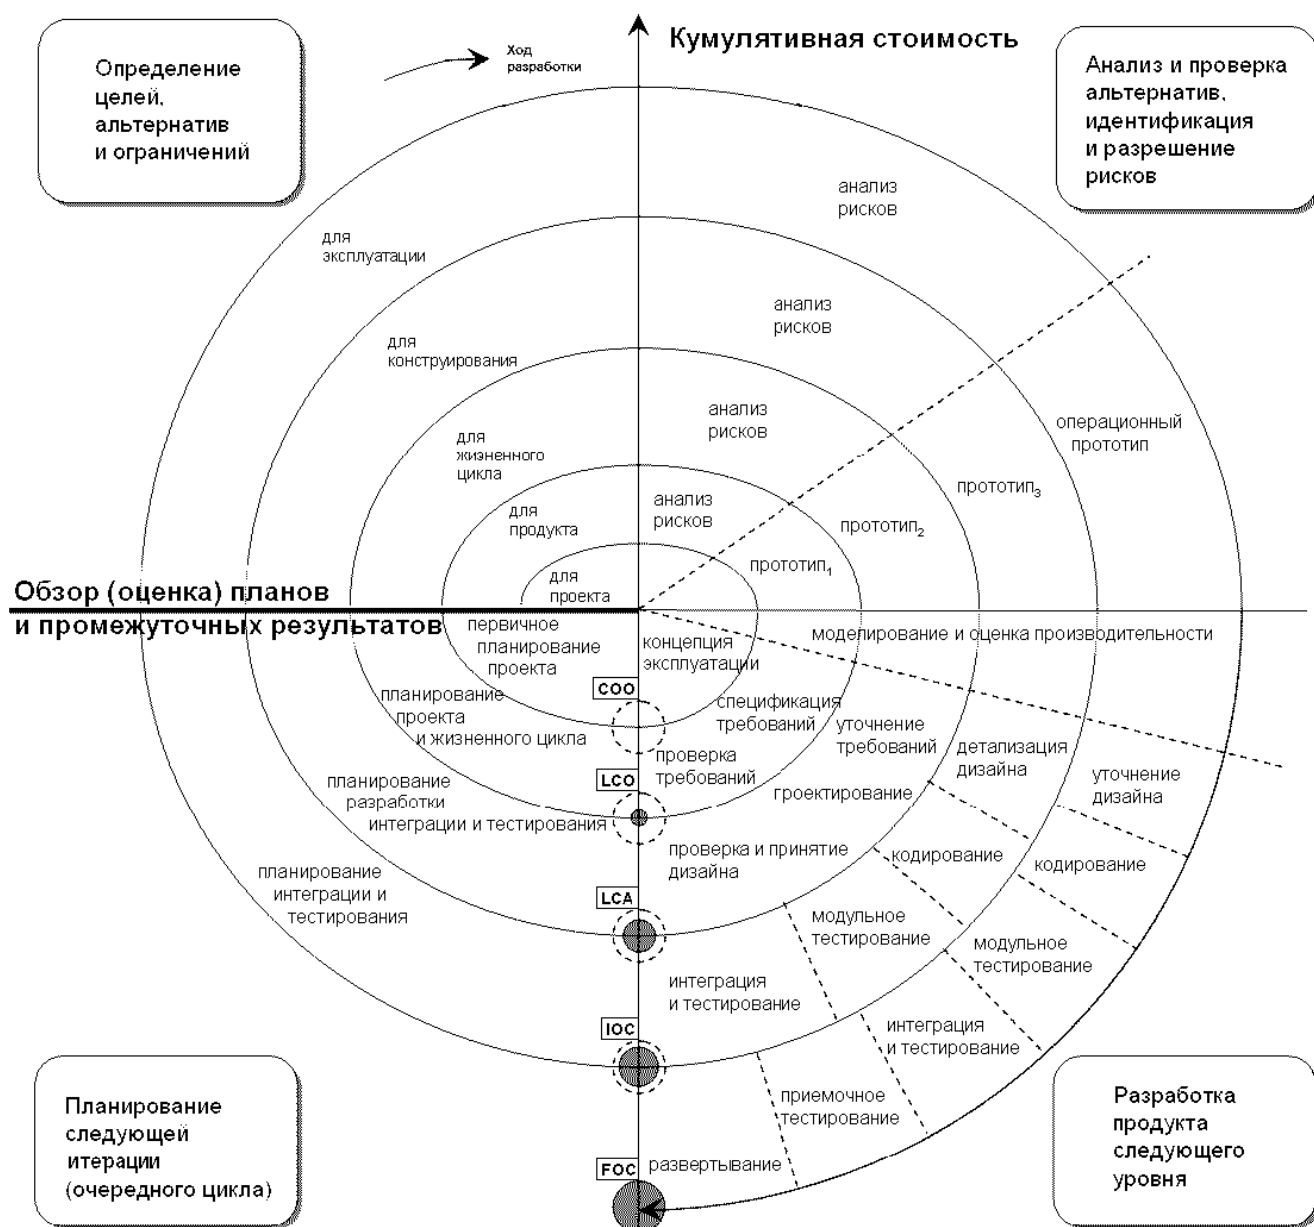 Определение
целей,
альтернатив
и ограничений
Ход
разработки
Кумулятивная стоимость
Анализ и проверка
альтернатив,
идентификация
и разрешение
рисков
анализ
рисков
для
эксплуатации
анализ
рисков
для
конструирования
анализ
рисков
операционный
прототип
для
жизненного
цикла
прототип3
анализ
рисков
для
продукта
прототип2
прототип1
для
проекта
Обзор (оценка) планов
и промежуточных результатов
первичное
планирование
проекта
концепция
эксплуатации
моделирование и оценка производительности
COO
планирование
проекта
и жизненного цикла
спецификация
требований
уточнение
требований
детализация
дизайна
уточнение
дизайна
LCO
проверка
требований
планирование
разработки
интеграции и тестирования
гроектирование
проверка и принятие
дизайна
кодирование
кодирование
планирование
интеграции и
тестирования
LCA
модульное
тестирование
модульное
тестирование
интеграция
и тестирование
IOC
интеграция
и тестирование
приемочное
тестирование
FOC
развертывание
Планирование
следующей
итерации
(очередного цикла)
Разработка
продукта
следующего
уровня